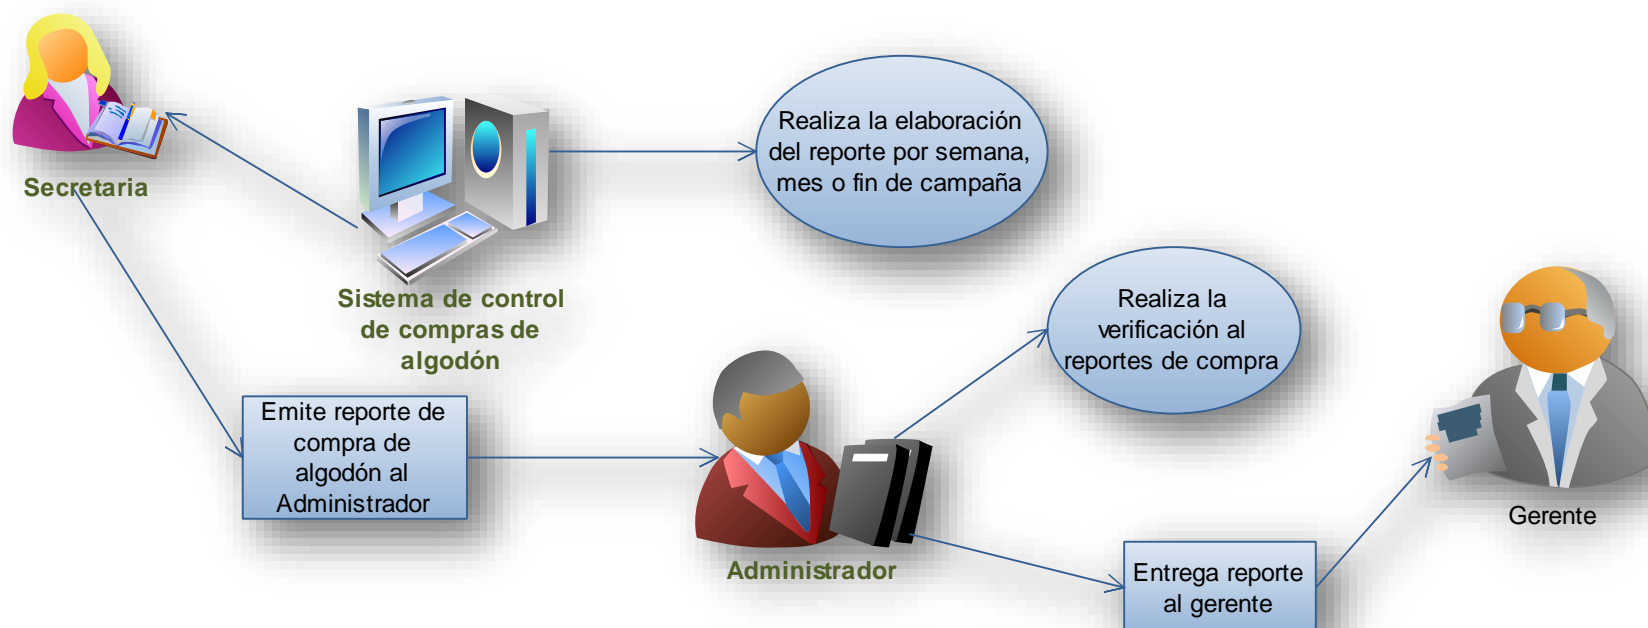 Secretaria
Realiza la elaboración
del reporte por semana,
mes o fin de campaña
Sistema de control
de compras de
algodón
Realiza la
verificación al
reportes de compra
Emite reporte de
compra de
algodón al
Administrador
Administrador
Gerente
Entrega reporte
al gerente